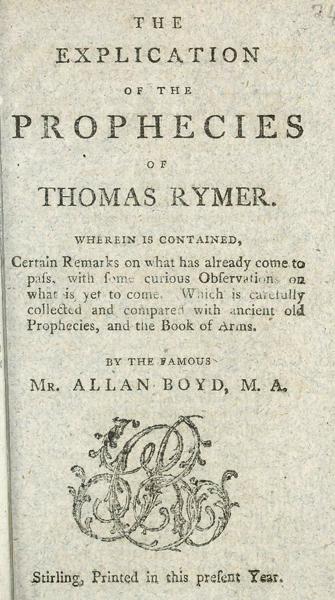 THE
EXPLICATION
OF THE
PROPHECIES
OF
THOMAS RYMER.
WHEREIN IS CONTAINED,
Certain Remarks on what has already come to
paſs, with ſome curious Obſervations on
what is yet to come. Which is carefully
collected and compared with ancient old
Prophecies, and the Book of Arms.
BY THE FAMOUS
MR. ALLAN BOYD, M. A.
Stirling, Printed in this preſent Year.